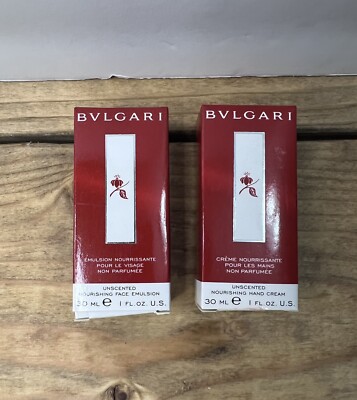 BVLGARI
ÉMULSION NOURRISSANTE
POUR LE VISAGE
NON PARFUMÉE
UNSCENTED
NOURISHING FACE EMULSION
30 ML e 1 FL. OZ. U.S.
BVLGARI
CRÈME NOURRISSANTE
POUR LES MAINS
NON PARFUMÉE
UNSCENTED
NOURISHING HAND CREAM
30 ML e 1 FL. OZ. U.S.